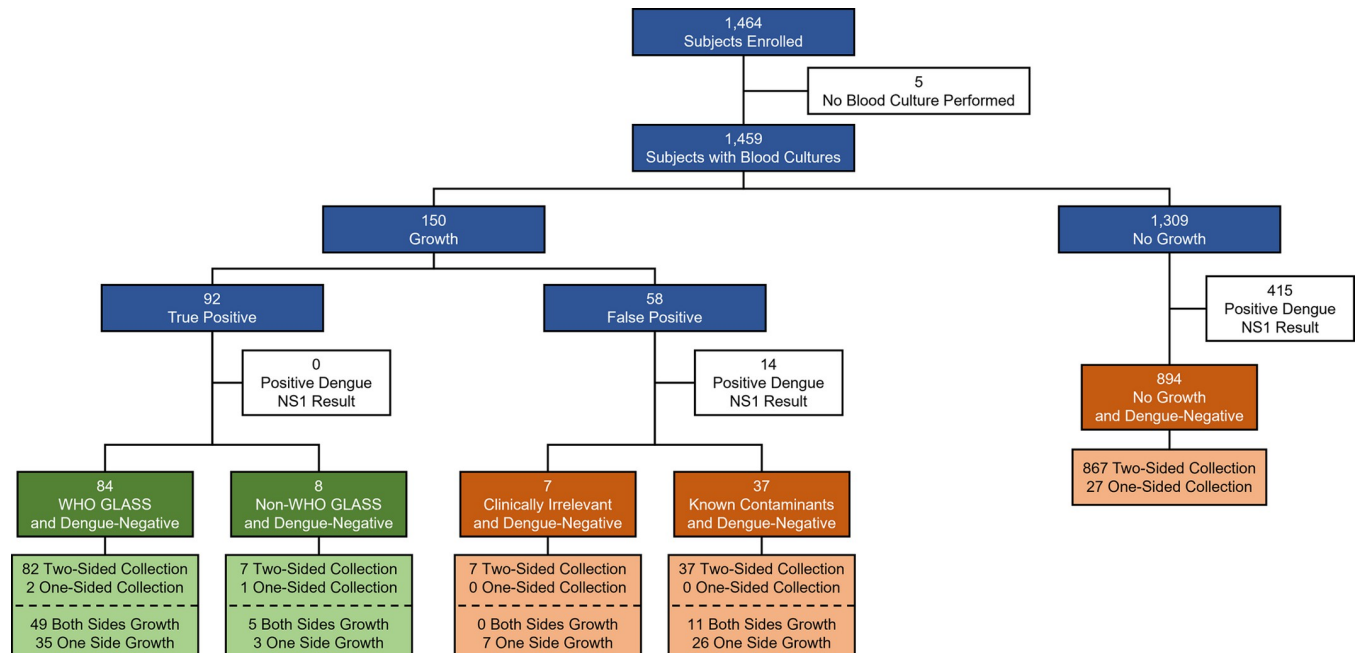 1,464
Subjects Enrolled
5
No Blood Culture Performed
1,459
Subjects with Blood Cultures
150
Growth
1,309
No Growth
92
True Positive
58
False Positive
415
Positive Dengue
NS1 Result
0
Positive Dengue
NS1 Result
14
Positive Dengue
NS1 Result
894
No Growth
and Dengue-Negative
867 Two-Sided Collection
27 One-Sided Collection
84
WHO GLASS
and Dengue-Negative
8
Non-WHO GLASS
and Dengue-Negative
7
Clinically Irrelevant
and Dengue-Negative
37
Known Contaminants
and Dengue-Negative
82 Two-Sided Collection
2 One-Sided Collection
49 Both Sides Growth
35 One Side Growth
7 Two-Sided Collection
1 One-Sided Collection
5 Both Sides Growth
3 One Side Growth
7 Two-Sided Collection
0 One-Sided Collection
0 Both Sides Growth
7 One Side Growth
37 Two-Sided Collection
0 One-Sided Collection
11 Both Sides Growth
26 One Side Growth